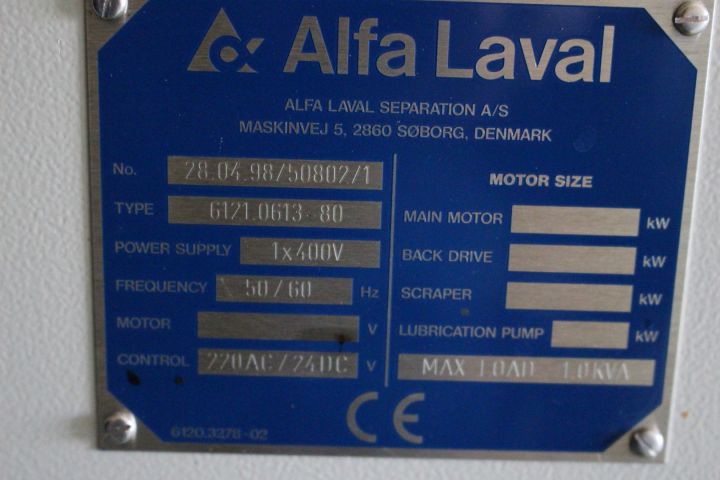 Alfa Laval
ALFA LAVAL SEPARATION A/S
MASKINVEJ 5, 2860 SØBORG, DENMARK
No. 28.04.98/50802/1
TYPE 6121.0613-80
POWER SUPPLY 1x400V
FREQUENCY 50/60 Hz
MOTOR V
CONTROL 220AC/24DC V
MOTOR SIZE
MAIN MOTOR kW
BACK DRIVE kW
SCRAPER kW
LUBRICATION PUMP kW
MAX LOAD 1.0KVA
6120.3278-02
CE